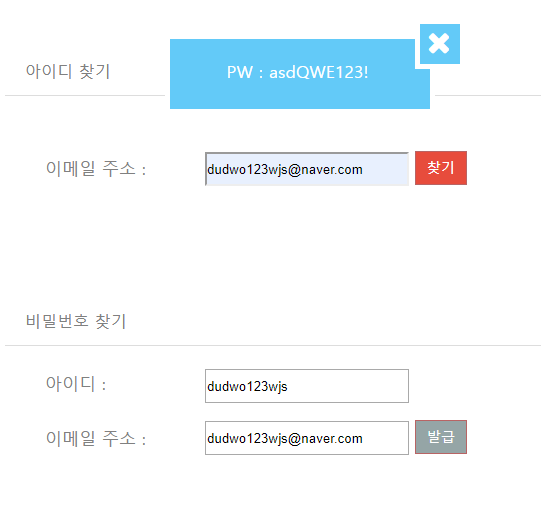 PW : asdQWE123!
아이디 찾기
이메일 주소 : dudwo123wjs@naver.com 찾기
비밀번호 찾기
아이디 : dudwo123wjs
이메일 주소 : dudwo123wjs@naver.com 발급